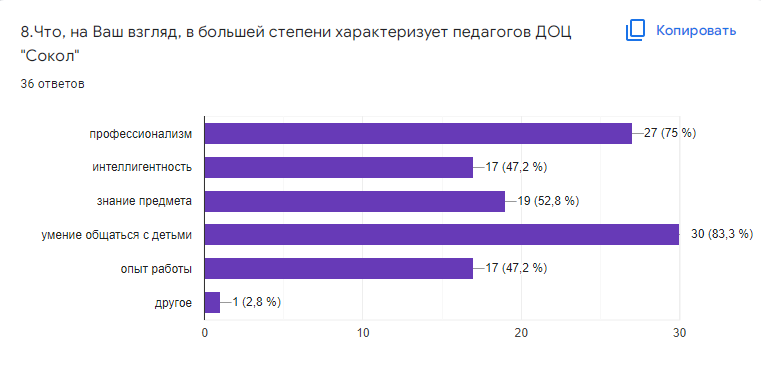 8.Что, на Ваш взгляд, в большей степени характеризует педагогов ДОЦ
"Сокол"
Копировать
36 ответов
профессионализм 27 (75 %)
интеллигентность 17 (47,2 %)
знание предмета 19 (52,8 %)
умение общаться с детьми 30 (83,3 %)
опыт работы 17 (47,2 %)
другое 1 (2,8 %)
0 10 20 30